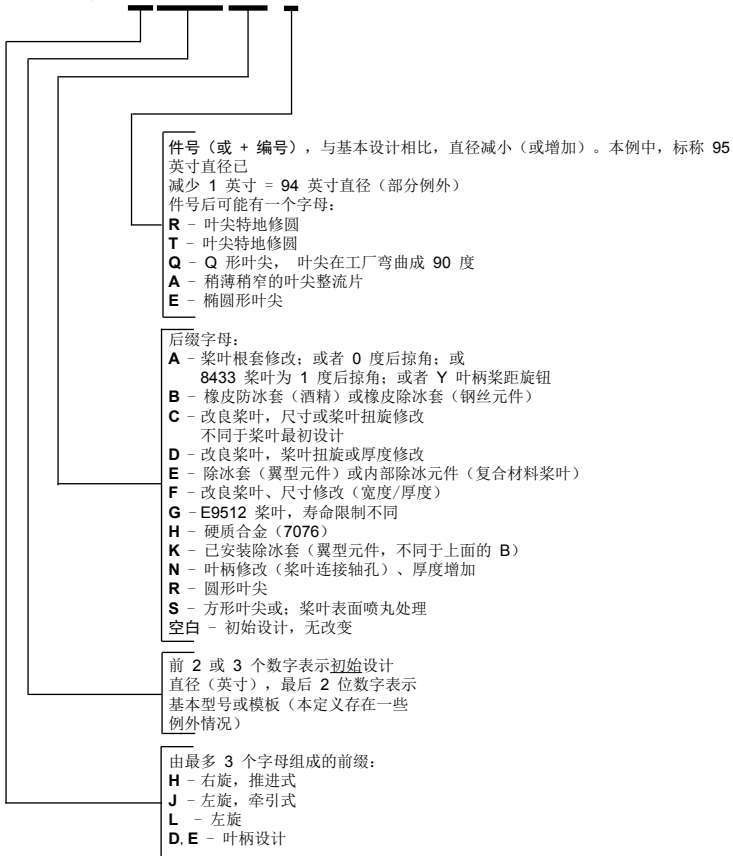 件号（或 + 编号），与基本设计相比，直径减小（或增加）。本例中，标称 95
英寸直径已
减少 1 英寸 = 94 英寸直径（部分例外）
件号后可能有一个字母：
R - 叶尖特地修圆
T - 叶尖特地修圆
Q - Q 形叶尖， 叶尖在工厂弯曲成 90 度
A - 稍薄稍窄的叶尖整流片
E - 椭圆形叶尖
后缀字母：
A - 桨叶根套修改；或者 0 度后掠角；或
8433 桨叶为 1 度后掠角；或者 Y 叶柄桨距旋钮
B - 橡皮防冰套（酒精）或橡皮除冰套（钢丝元件）
C - 改良桨叶，尺寸或桨叶扭旋修改
不同于桨叶最初设计
D - 改良桨叶，桨叶扭旋或厚度修改
E - 除冰套（翼型元件）或内部除冰元件（复合材料桨叶）
F - 改良桨叶、尺寸修改（宽度/厚度）
G -E9512 桨叶，寿命限制不同
H - 硬质合金（7076）
K - 已安装除冰套（翼型元件，不同于上面的 B）
N - 叶柄修改（桨叶连接轴孔）、厚度增加
R - 圆形叶尖
S - 方形叶尖或；桨叶表面喷丸处理
空白 - 初始设计，无改变
前 2 或 3 个数字表示初始设计
直径（英寸），最后 2 位数字表示
基本型号或模板（本定义存在一些
例外情况）
由最多 3 个字母组成的前缀：
H - 右旋，推进式
J - 左旋，牵引式
L - 左旋
D, E - 叶柄设计